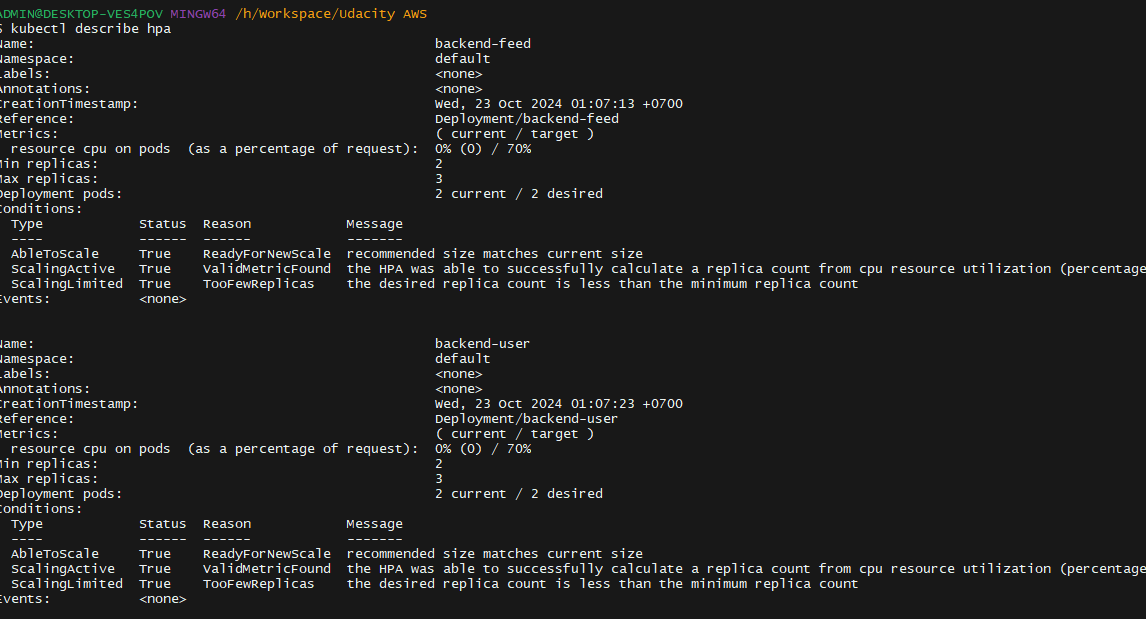 ADMIN@DESKTOP-VES4POV MINGW64 /h/Workspace/Udacity AWS
$ kubectl describe hpa
Name: backend-feed
Namespace: default
Labels: <none>
Annotations: <none>
CreationTimestamp: Wed, 23 Oct 2024 01:07:13 +0700
Reference: Deployment/backend-feed
Metrics: ( current / target )
resource cpu on pods (as a percentage of request): 0% (0) / 70%
Min replicas: 2
Max replicas: 3
Deployment pods: 2 current / 2 desired
Conditions:
Type Status Reason Message
---- ------ ------ -------
AbleToScale True ReadyForNewScale recommended size matches current size
ScalingActive True ValidMetricFound the HPA was able to successfully calculate a replica count from cpu resource utilization (percentage
ScalingLimited True TooFewReplicas the desired replica count is less than the minimum replica count
Events: <none>
Name: backend-user
Namespace: default
Labels: <none>
Annotations: <none>
CreationTimestamp: Wed, 23 Oct 2024 01:07:23 +0700
Reference: Deployment/backend-user
Metrics: ( current / target )
resource cpu on pods (as a percentage of request): 0% (0) / 70%
Min replicas: 2
Max replicas: 3
Deployment pods: 2 current / 2 desired
Conditions:
Type Status Reason Message
---- ------ ------ -------
AbleToScale True ReadyForNewScale recommended size matches current size
ScalingActive True ValidMetricFound the HPA was able to successfully calculate a replica count from cpu resource utilization (percentage
ScalingLimited True TooFewReplicas the desired replica count is less than the minimum replica count
Events: <none>